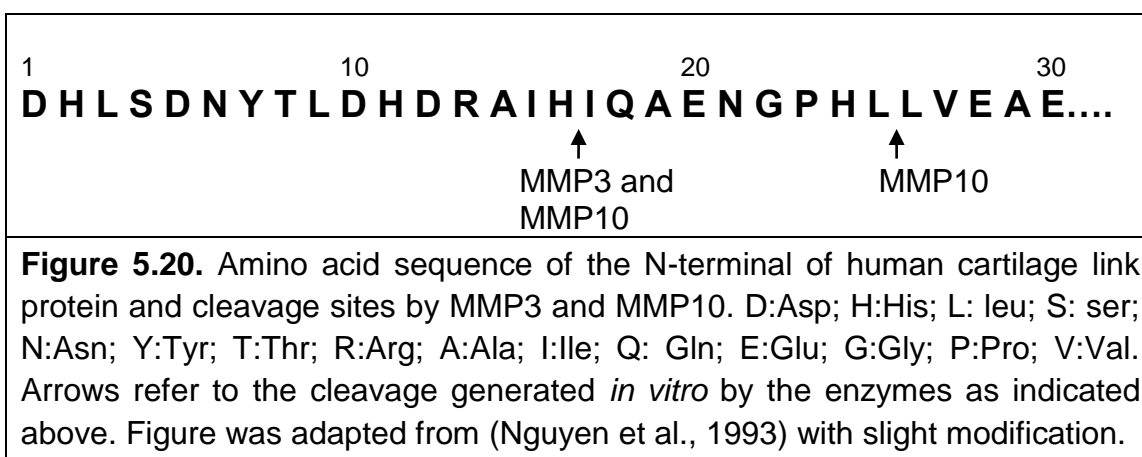 1 10 20 30
D H L S D N Y T L D H D R A I H I Q A E N G P H L L V E A E....
MMP3 and MMP10
MMP10
Figure 5.20. Amino acid sequence of the N-terminal of human cartilage link
protein and cleavage sites by MMP3 and MMP10. D:Asp; H:His; L: leu; S: ser;
N:Asn; Y:Tyr; T:Thr; R:Arg; A:Ala; I:Ile; Q: Gln; E:Glu; G:Gly; P:Pro; V:Val.
Arrows refer to the cleavage generated in vitro by the enzymes as indicated
above. Figure was adapted from (Nguyen et al., 1993) with slight modification.